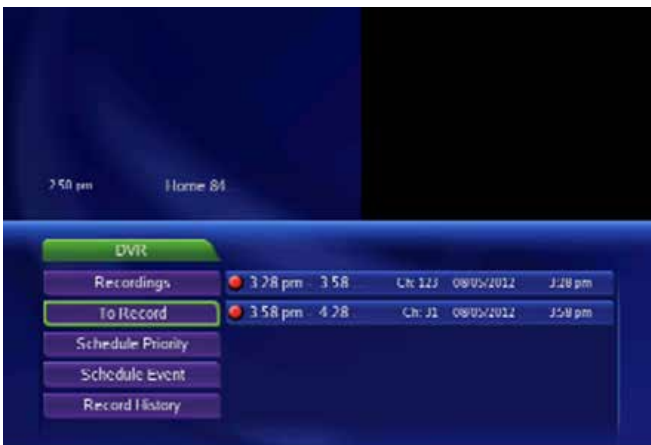 2:50 pm Home 84
DVR
Recordings 3:28 pm - 3:58 Ch: 123 08/05/2012 3:28 pm
To Record 3:58 pm - 4:28 Ch: 31 08/05/2012 3:58 pm
Schedule Priority
Schedule Event
Record History